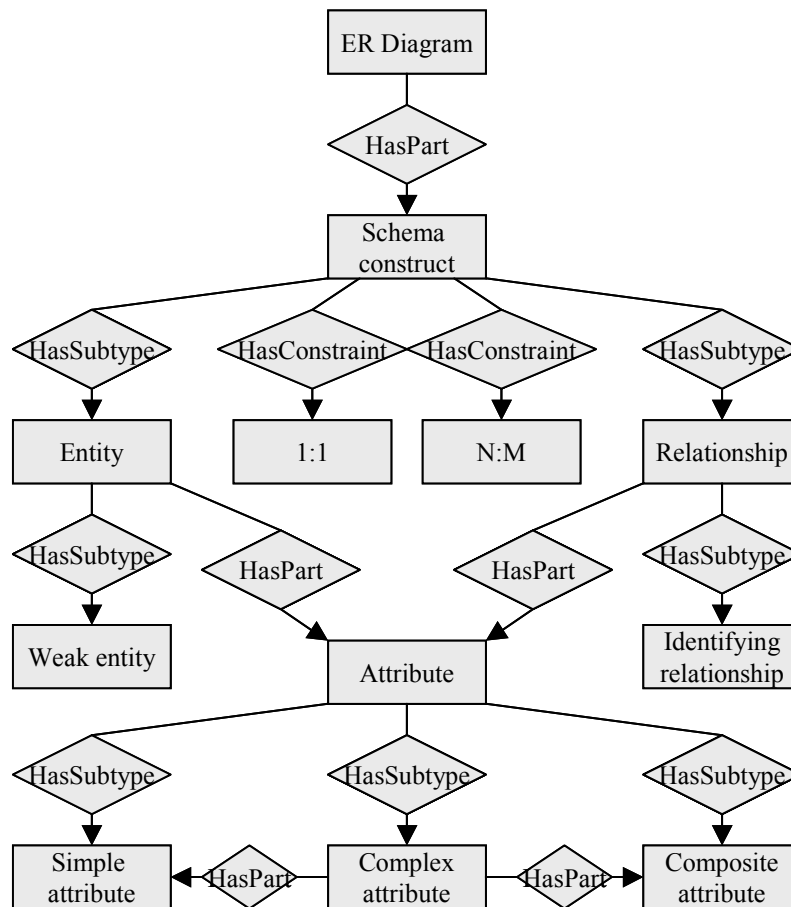 ER Diagram
HasPart
Schema
construct
HasSubtype
HasConstraint
HasConstraint
HasSubtype
Entity
1:1
N:M
Relationship
HasSubtype
HasPart
HasPart
HasSubtype
Weak entity
Attribute
Identifying
relationship
HasSubtype
HasSubtype
HasSubtype
Simple
attribute
HasPart
Complex
attribute
HasPart
Composite
attribute